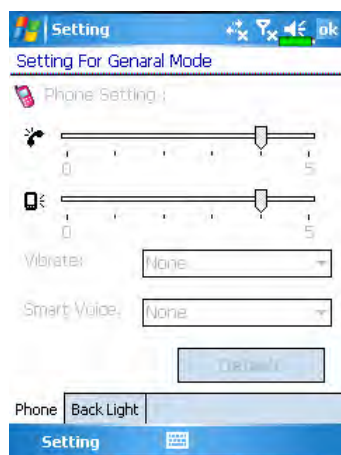 Setting ok
Setting For Genaral Mode
Phone Setting :
0 5
0 5
Vibrate: None
Smart Voice: None
Default
Phone Back Light
Setting